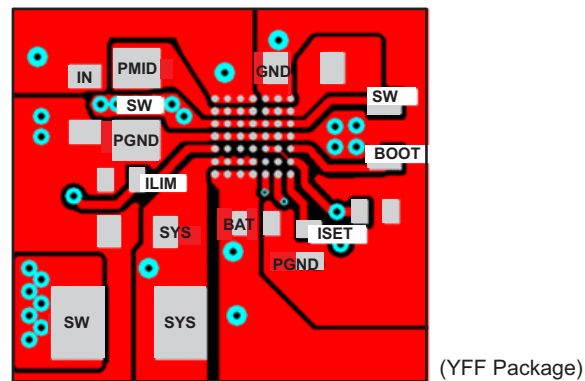 PMID
GND
IN
SW
SW
PGND
BOOT
ILIM
BAT
SYS
ISET
PGND
SW
SYS
(YFF Package)